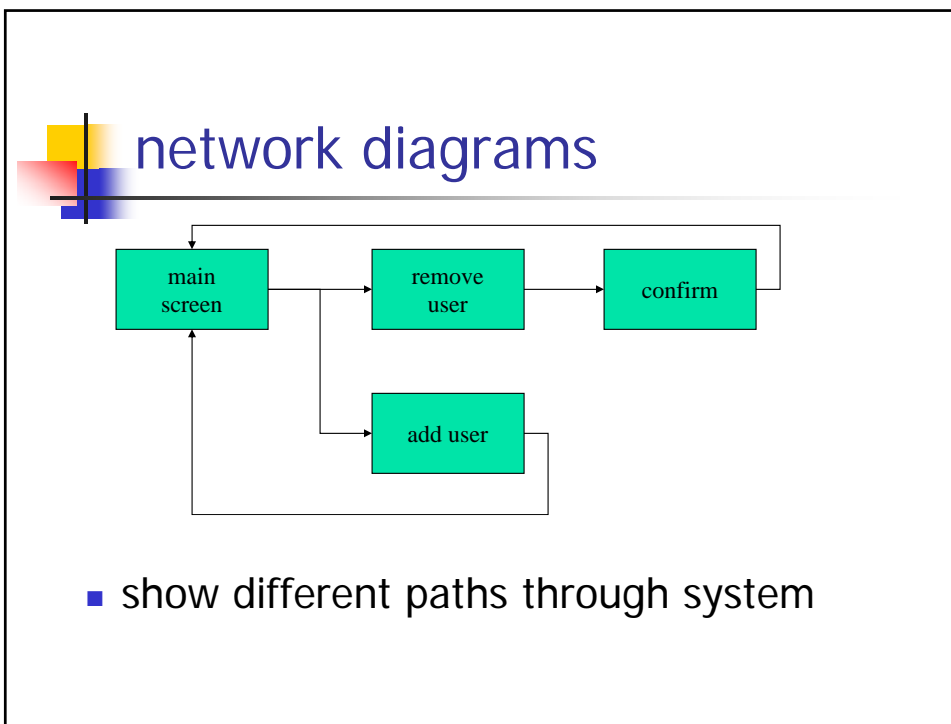 network diagrams
main
screen
remove
user
confirm
add user
show different paths through system